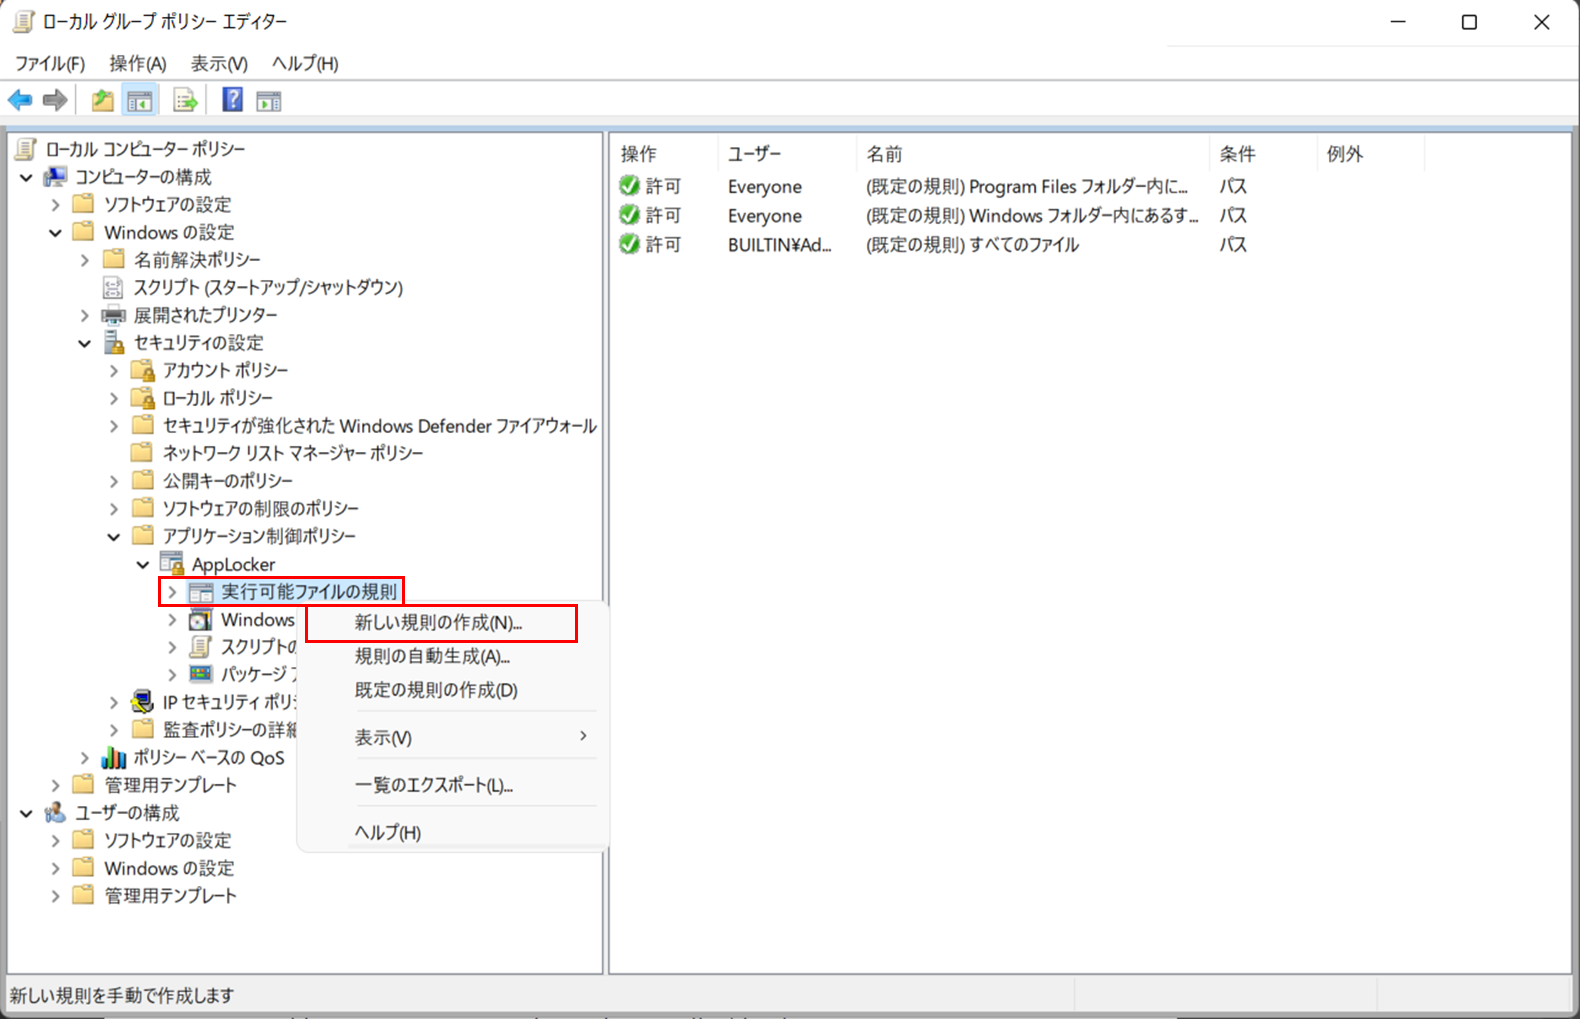 ローカル グループ ポリシー エディター
ファイル(F) 操作(A) 表示(V) ヘルプ(H)
ローカル コンピューター ポリシー
コンピューターの構成
ソフトウェアの設定
Windows の設定
名前解決ポリシー
スクリプト (スタートアップ/シャットダウン)
展開されたプリンター
セキュリティの設定
アカウント ポリシー
ローカル ポリシー
セキュリティが強化された Windows Defender ファイアウォール
ネットワーク リスト マネージャー ポリシー
公開キーのポリシー
ソフトウェアの制限のポリシー
アプリケーション制御ポリシー
AppLocker
実行可能ファイルの規則
Windows
スクリプトの
パッケージ
IP セキュリティ ポリ
監査ポリシーの詳細
ポリシー ベースの QoS
管理用テンプレート
ユーザーの構成
ソフトウェアの設定
Windows の設定
管理用テンプレート
新しい規則の作成(N)...
規則の自動生成(A)...
既定の規則の作成(D)
表示(V)
一覧のエクスポート(L)...
ヘルプ(H)
操作 ユーザー 名前 条件 例外
許可 Everyone (既定の規則) Program Files フォルダー内に... パス
許可 Everyone (既定の規則) Windows フォルダー内にあるす... パス
許可 BUILTIN¥Ad... (既定の規則) すべてのファイル パス
新しい規則を手動で作成します